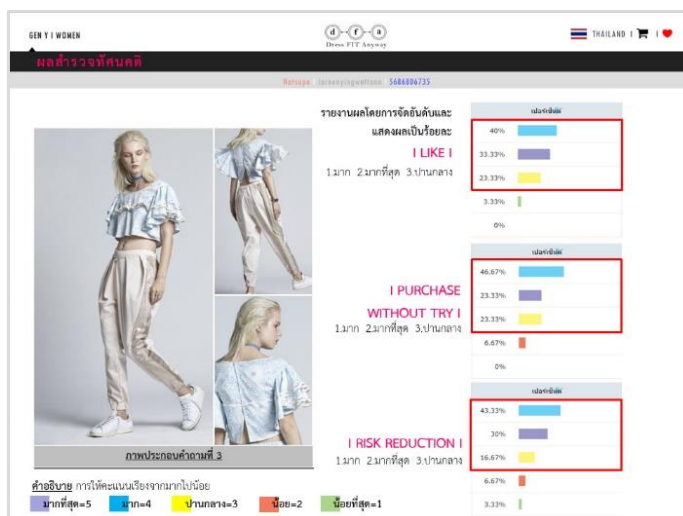 GEN Y I WOMEN
d f a
Dress FIT Anyway
THAILAND I I
ผลสำรวจทัศนคติ
Natsupa Jaroenyingwattana 5686806735
รายงานผลโดยการจัดอันดับและ
แสดงผลเป็นร้อยละ
I LIKE I
1.มาก 2.มากที่สุด 3.ปานกลาง
เปอร์เซ็นต์
40%
33.33%
23.33%
3.33%
0%
I PURCHASE
WITHOUT TRY I
1.มาก 2.มากที่สุด 3.ปานกลาง
เปอร์เซ็นต์
46.67%
23.33%
23.33%
6.67%
0%
I RISK REDUCTION I
1.มาก 2.มากที่สุด 3.ปานกลาง
เปอร์เซ็นต์
43.33%
30%
16.67%
6.67%
3.33%
ภาพประกอบคำถามที่ 3
คำอธิบาย การให้คะแนนเรียงจากมากไปน้อย
มากที่สุด=5 มาก=4 ปานกลาง=3 น้อย=2 น้อยที่สุด=1